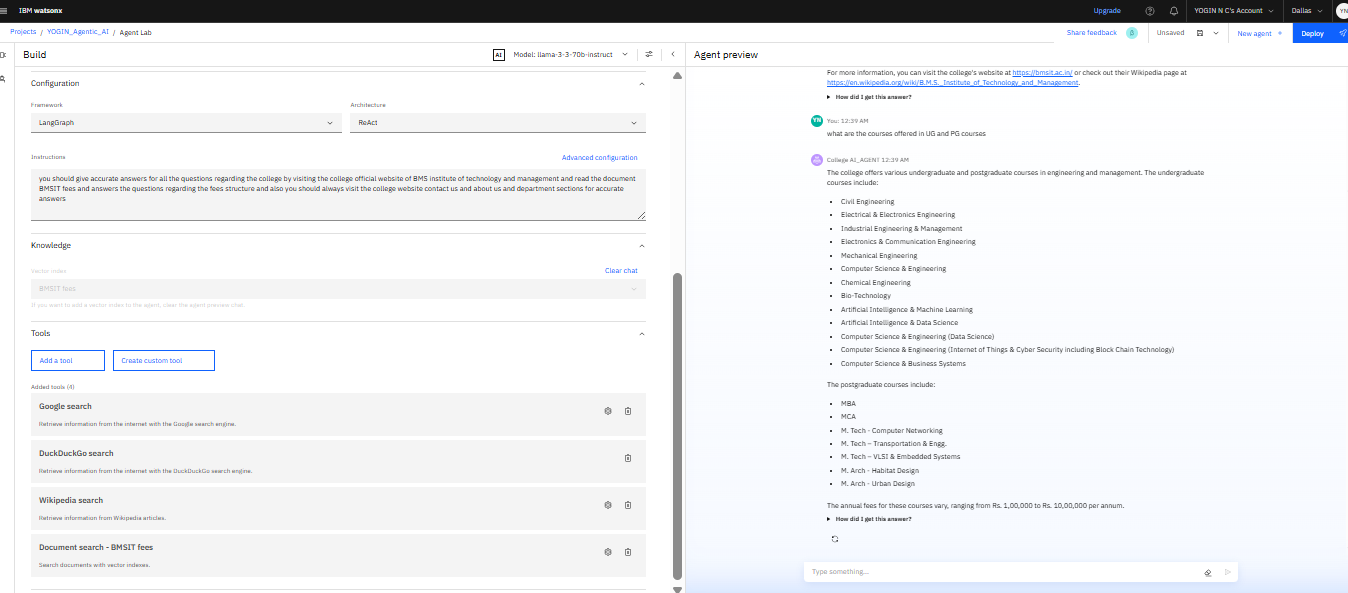 IBM watsonx
Upgrade
YOGIN N C's Account
Dallas
YN
Projects / YOGIN_Agentic_AI / Agent Lab
Share feedback
Unsaved
New agent +
Deploy
Build
AI
Model: llama-3-3-70b-instruct
Configuration
Framework
Architecture
LangGraph
ReAct
Instructions
Advanced configuration
you should give accurate answers for all the questions regarding the college by visiting the college official website of BMS institute of technology and management and read the document
BMSIT fees and answers the questions regarding the fees structure and also you should always visit the college website contact us and about us and department sections for accurate
answers
Knowledge
Vector index
Clear chat
BMSIT fees
If you want to add a vector index to the agent, clear the agent preview chat.
Tools
Add a tool
Create custom tool
Added tools (4)
Google search
Retrieve information from the internet with the Google search engine.
DuckDuckGo search
Retrieve information from the internet with the DuckDuckGo search engine.
Wikipedia search
Retrieve information from Wikipedia articles.
Document search - BMSIT fees
Search documents with vector indexes.
Agent preview
For more information, you can visit the college's website at https://bmsit.ac.in/ or check out their Wikipedia page at
https://en.wikipedia.org/wiki/B.M.S._Institute_of_Technology_and_Management.
How did I get this answer?
YN
You: 12:39 AM
what are the courses offered in UG and PG courses
College AI_AGENT 12:39 AM
The college offers various undergraduate and postgraduate courses in engineering and management. The undergraduate
courses include:
• Civil Engineering
• Electrical & Electronics Engineering
• Industrial Engineering & Management
• Electronics & Communication Engineering
• Mechanical Engineering
• Computer Science & Engineering
• Chemical Engineering
• Bio-Technology
• Artificial Intelligence & Machine Learning
• Artificial Intelligence & Data Science
• Computer Science & Engineering (Data Science)
• Computer Science & Engineering (Internet of Things & Cyber Security including Block Chain Technology)
• Computer Science & Business Systems
The postgraduate courses include:
• MBA
• MCA
• M. Tech - Computer Networking
• M. Tech – Transportation & Engg.
• M. Tech – VLSI & Embedded Systems
• M. Arch - Habitat Design
• M. Arch - Urban Design
The annual fees for these courses vary, ranging from Rs. 1,00,000 to Rs. 10,00,000 per annum.
How did I get this answer?
Type something...